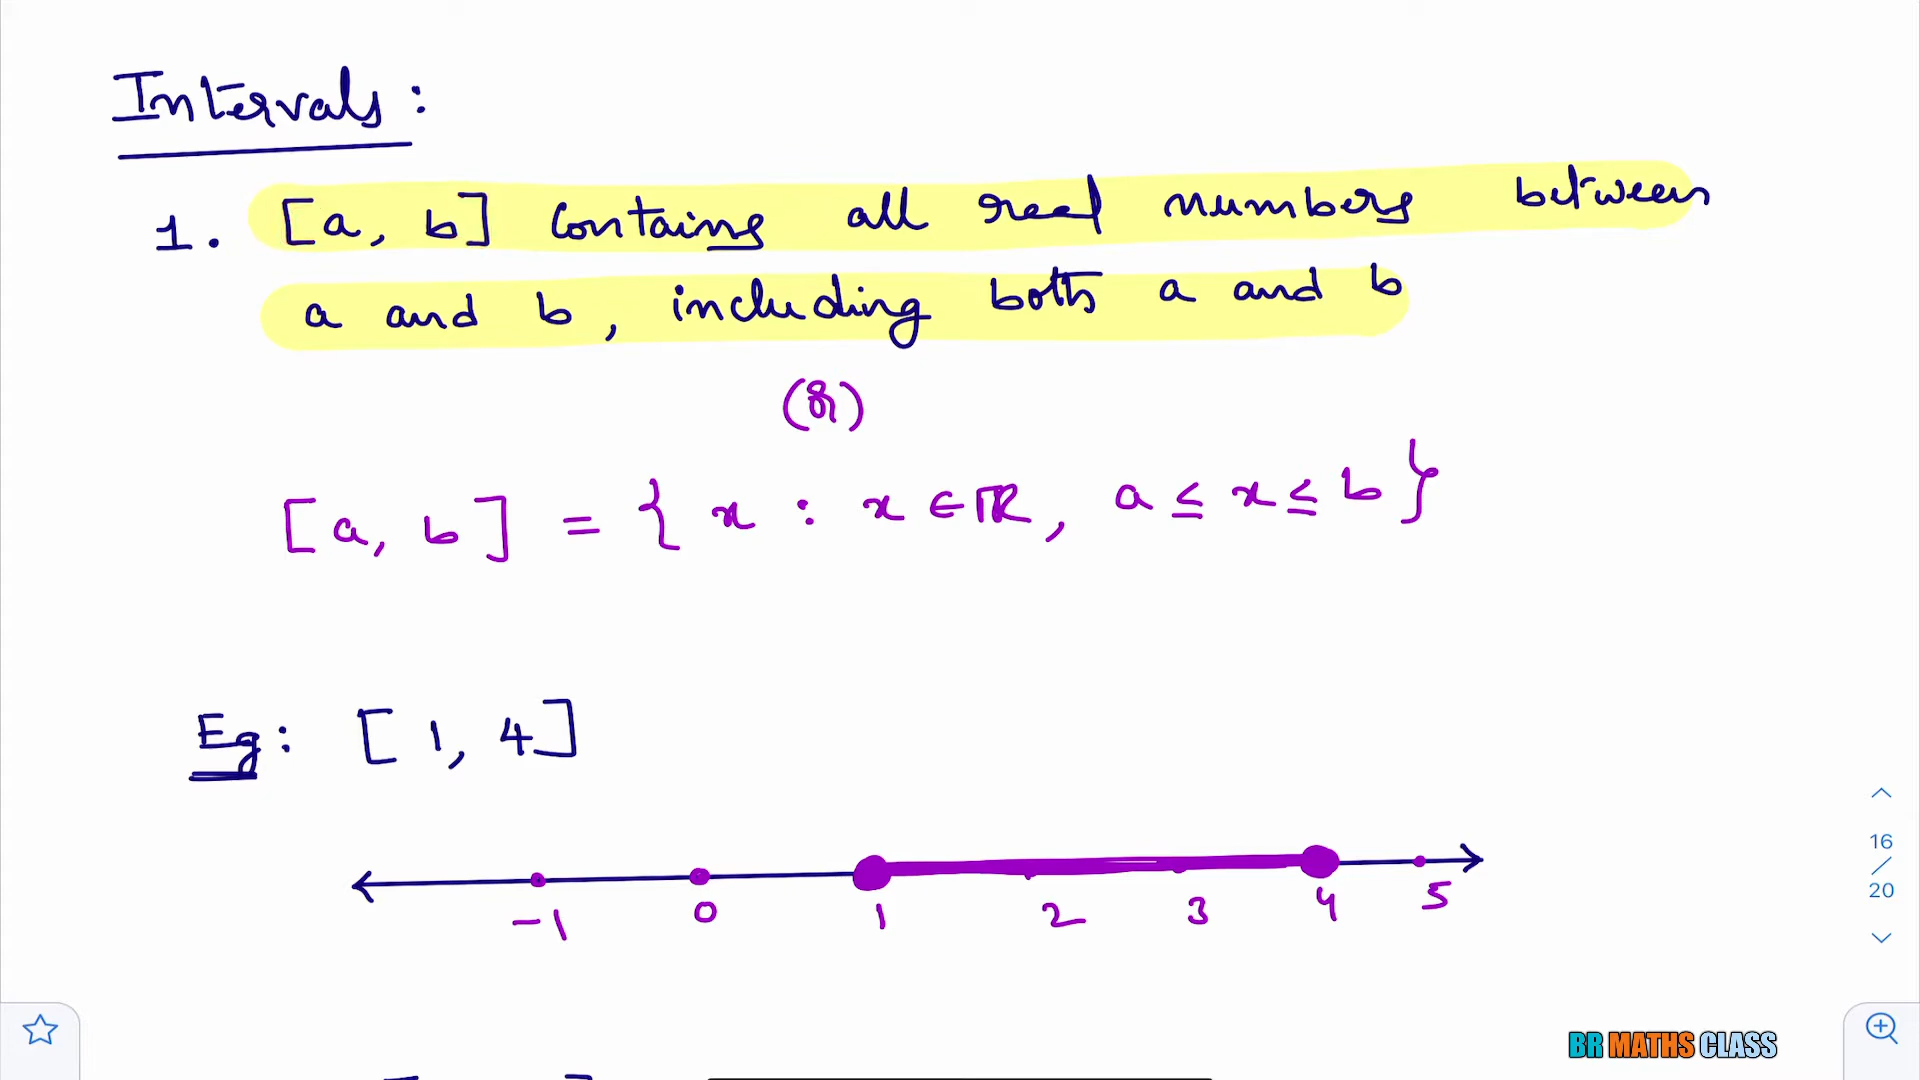 Intervals :
1. [a, b] contains all real numbers between
a and b, including both a and b
(or)
[a, b] = { x : x ∈ ℝ, a ≤ x ≤ b }
Eg : [1, 4]
-1 0 1 2 3 4 5
16
/
20
BR MATHS CLASS